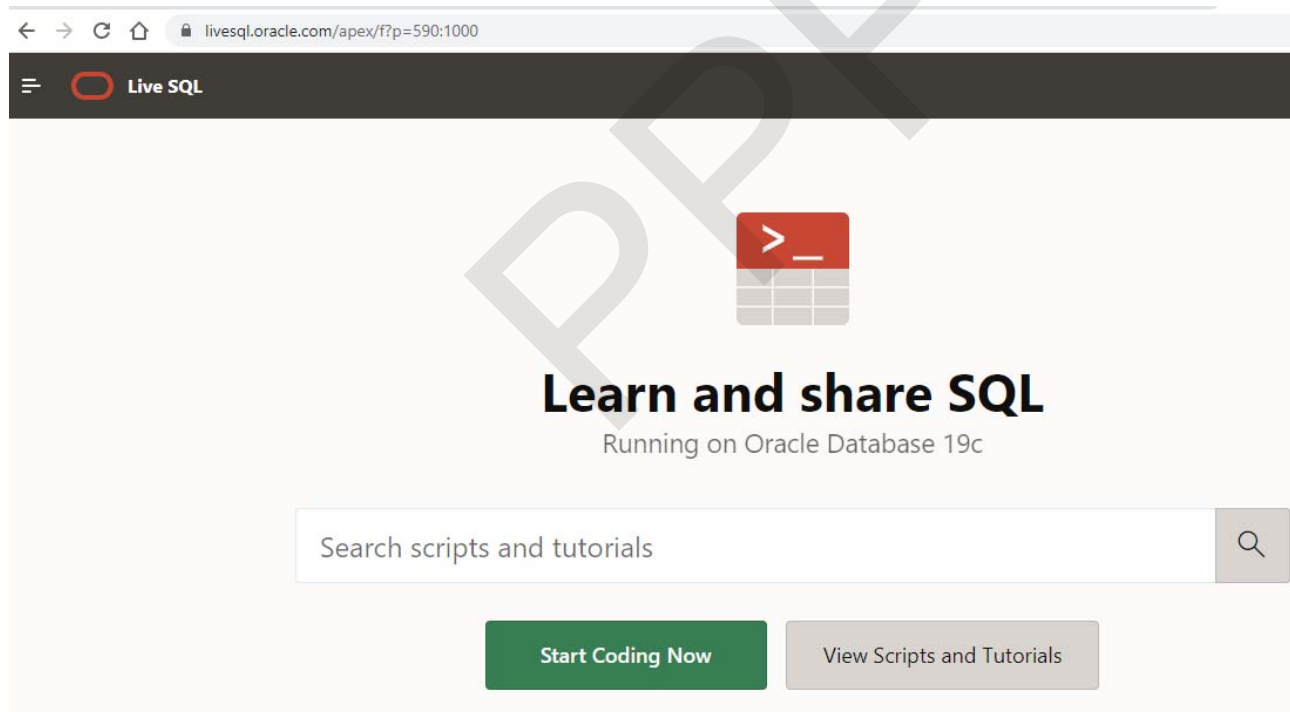 livesql.oracle.com/apex/f?p=590:1000
Live SQL
>_
Learn and share SQL
Running on Oracle Database 19c
Search scripts and tutorials
Start Coding Now
View Scripts and Tutorials